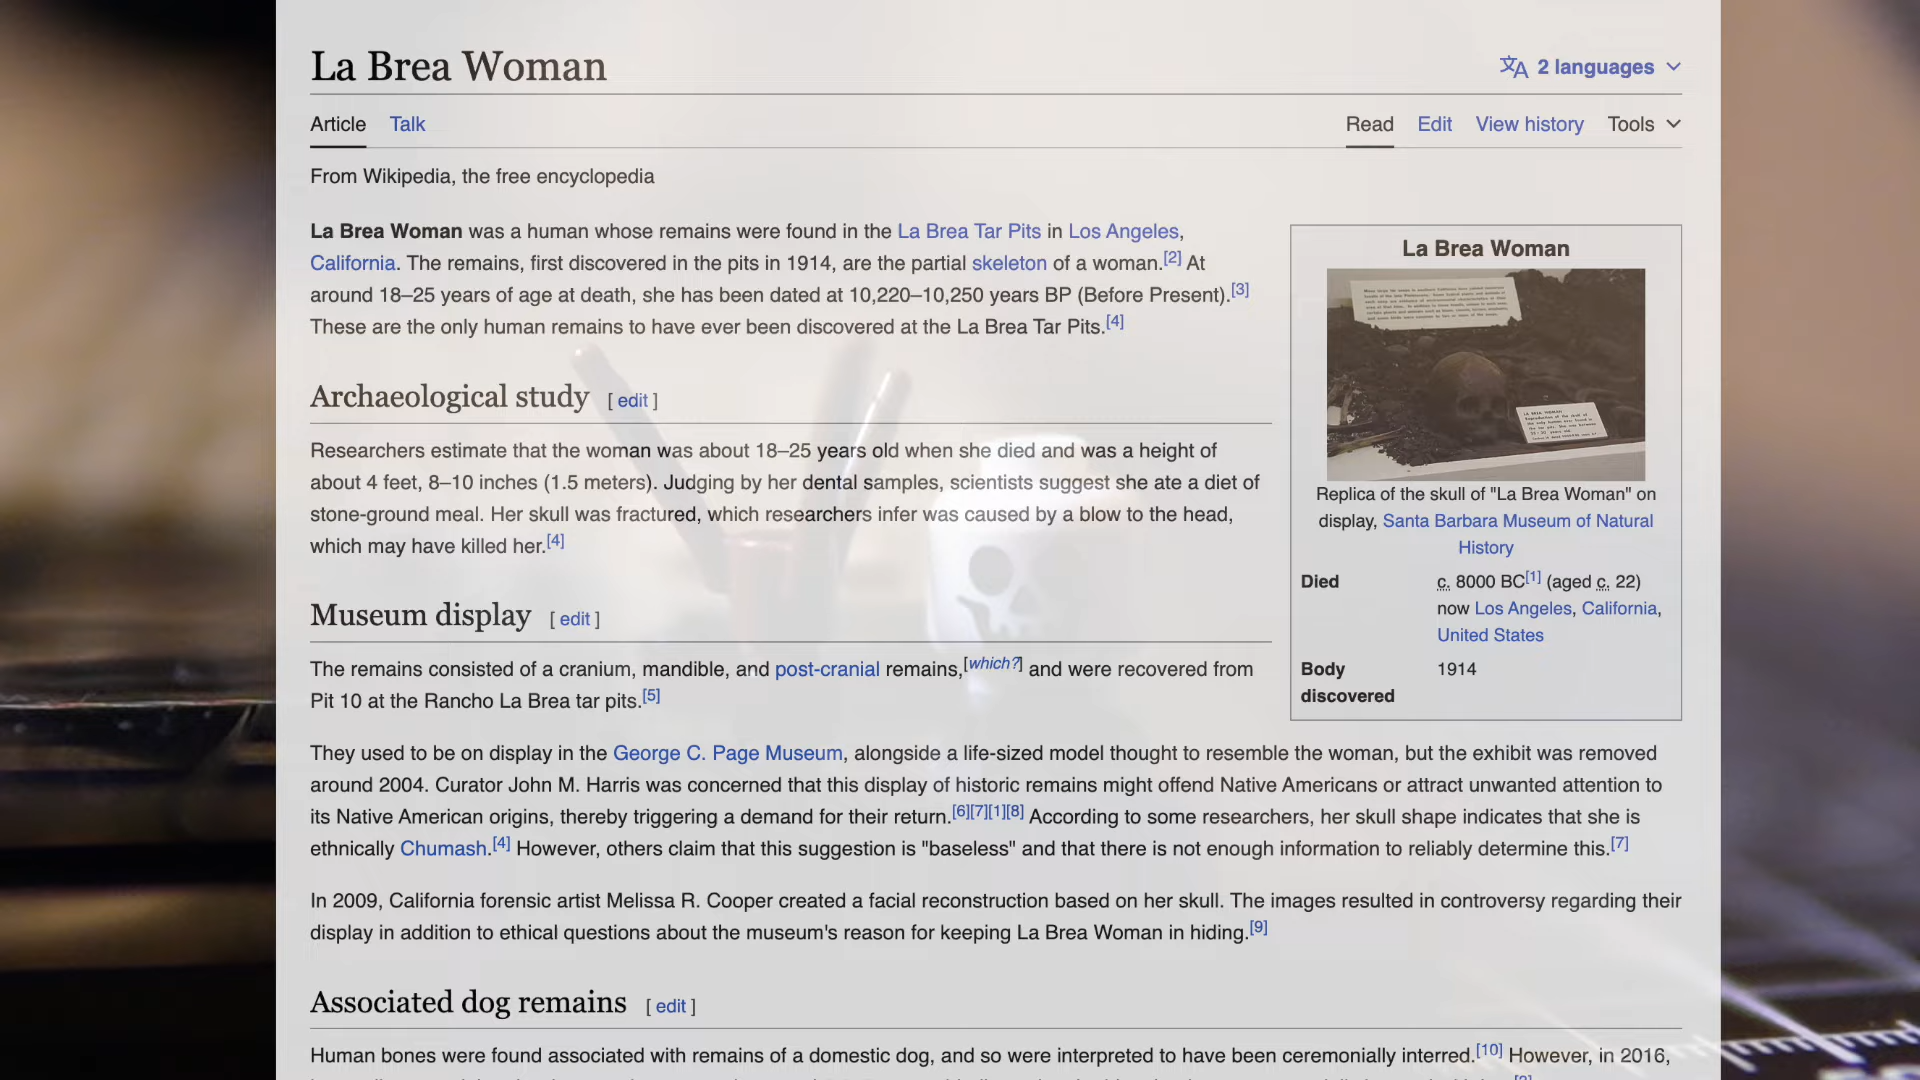 La Brea Woman
2 languages
Article Talk
Read Edit View history Tools
From Wikipedia, the free encyclopedia
La Brea Woman was a human whose remains were found in the La Brea Tar Pits in Los Angeles,
California. The remains, first discovered in the pits in 1914, are the partial skeleton of a woman.[2] At
around 18–25 years of age at death, she has been dated at 10,220–10,250 years BP (Before Present).[3]
These are the only human remains to have ever been discovered at the La Brea Tar Pits.[4]
Archaeological study [ edit ]
Researchers estimate that the woman was about 18–25 years old when she died and was a height of
about 4 feet, 8–10 inches (1.5 meters). Judging by her dental samples, scientists suggest she ate a diet of
stone-ground meal. Her skull was fractured, which researchers infer was caused by a blow to the head,
which may have killed her.[4]
Museum display [ edit ]
The remains consisted of a cranium, mandible, and post-cranial remains,[which?] and were recovered from
Pit 10 at the Rancho La Brea tar pits.[5]
La Brea Woman
LA BREA WOMAN
Replica of the skull of "La Brea Woman" on
display, Santa Barbara Museum of Natural
History
Died c. 8000 BC[1] (aged c. 22)
now Los Angeles, California,
United States
Body 1914
discovered
They used to be on display in the George C. Page Museum, alongside a life-sized model thought to resemble the woman, but the exhibit was removed
around 2004. Curator John M. Harris was concerned that this display of historic remains might offend Native Americans or attract unwanted attention to
its Native American origins, thereby triggering a demand for their return.[6][7][1][8] According to some researchers, her skull shape indicates that she is
ethnically Chumash.[4] However, others claim that this suggestion is "baseless" and that there is not enough information to reliably determine this.[7]
In 2009, California forensic artist Melissa R. Cooper created a facial reconstruction based on her skull. The images resulted in controversy regarding their
display in addition to ethical questions about the museum's reason for keeping La Brea Woman in hiding.[9]
Associated dog remains [ edit ]
Human bones were found associated with remains of a domestic dog, and so were interpreted to have been ceremonially interred.[10] However, in 2016,